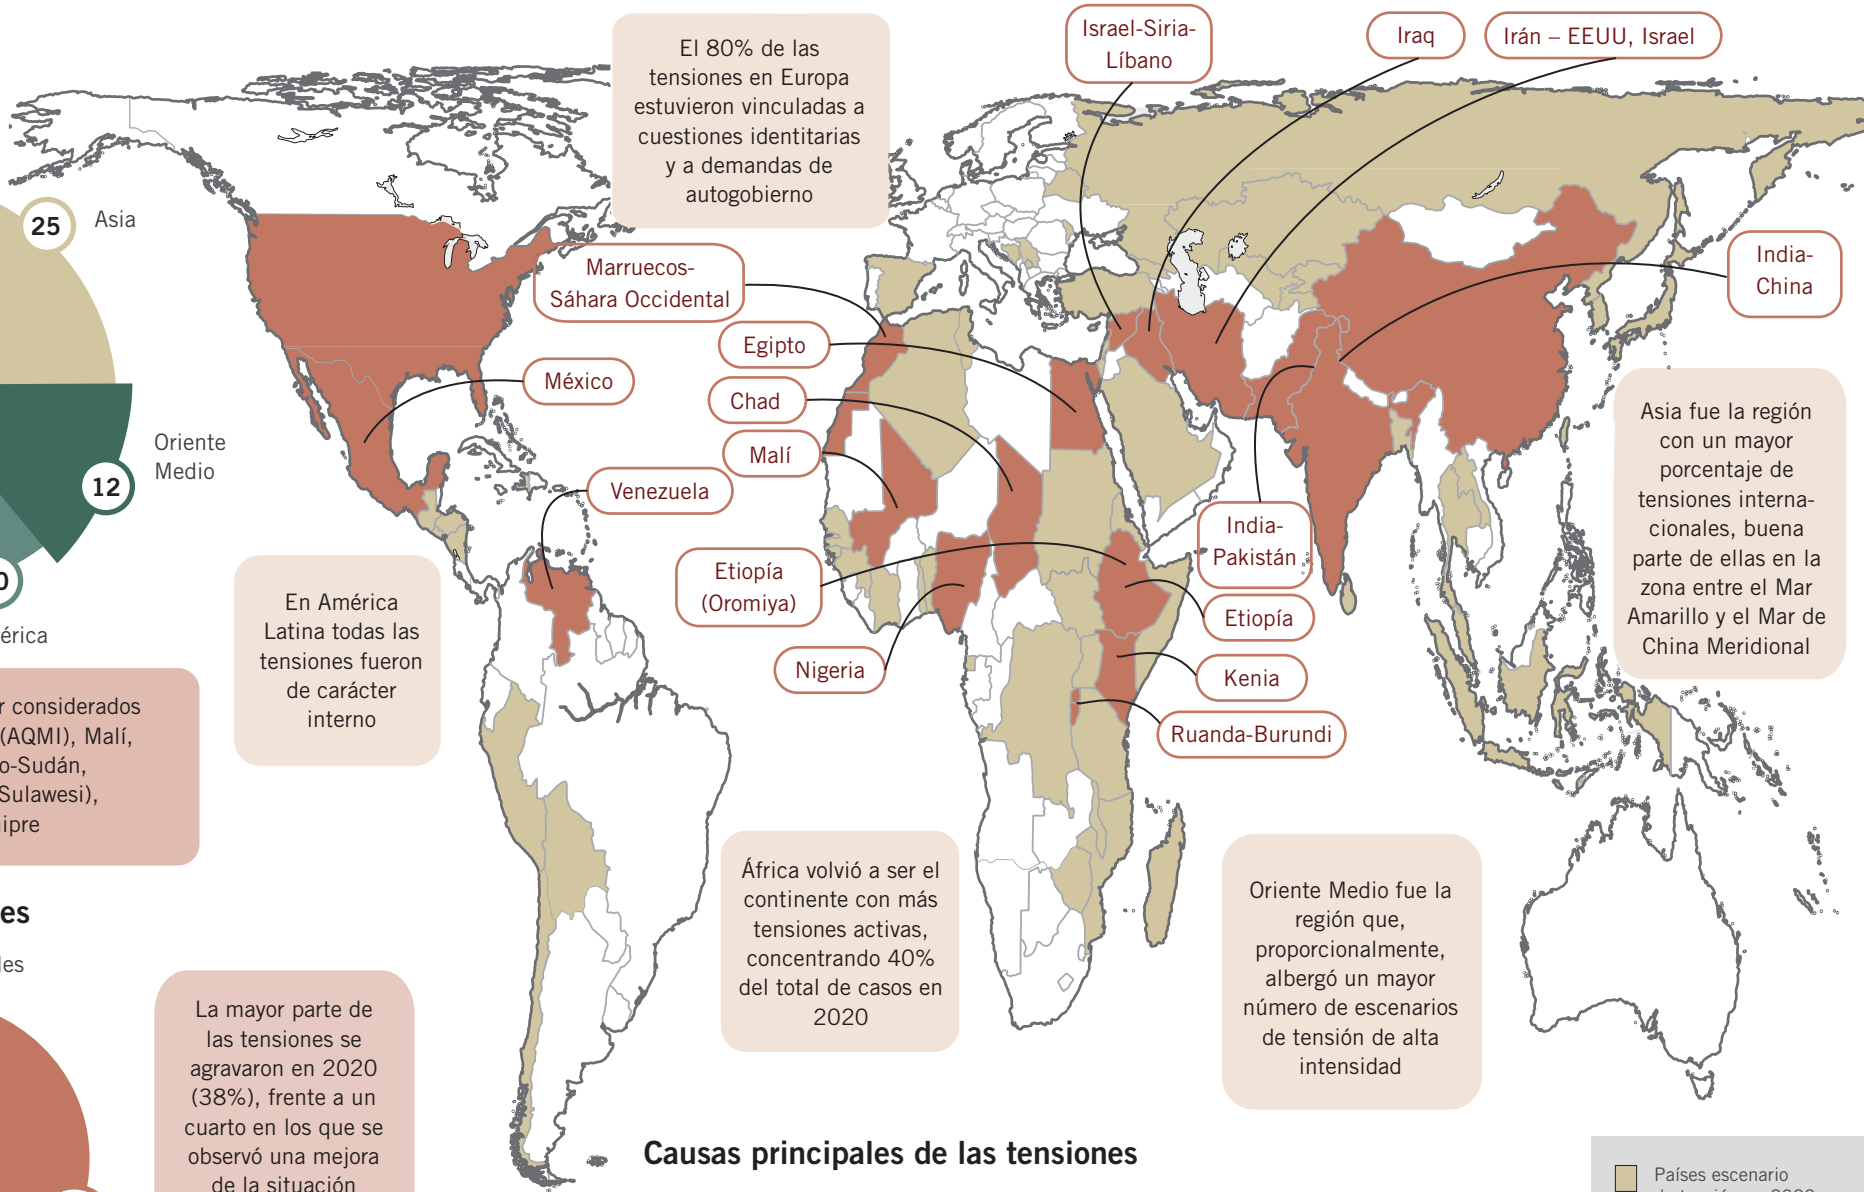 El 80% de las
tensiones en Europa
estuvieron vinculadas a
cuestiones identitarias
y a demandas de
autogobierno
Israel-Siria-
Líbano
Iraq
Irán – EEUU, Israel
25
Asia
Marruecos-
Sáhara Occidental
India-
China
Egipto
México
Chad
Malí
Oriente
Medio
12
Venezuela
Asia fue la región
con un mayor
porcentaje de
tensiones interna-
cionales, buena
parte de ellas en la
zona entre el Mar
Amarillo y el Mar de
China Meridional
India-
Pakistán
Etiopía
(Oromiya)
Etiopía
Nigeria
Kenia
Ruanda-Burundi
0
érica
En América
Latina todas las
tensiones fueron
de carácter
interno
r considerados
(AQMI), Malí,
o-Sudán,
Sulawesi),
ipre
África volvió a ser el
continente con más
tensiones activas,
concentrando 40%
del total de casos en
2020
Oriente Medio fue la
región que,
proporcionalmente,
albergó un mayor
número de escenarios
de tensión de alta
intensidad
es
les
La mayor parte de
las tensiones se
agravaron en 2020
(38%), frente a un
cuarto en los que se
observó una mejora
de la situación
Causas principales de las tensiones
Países escenario